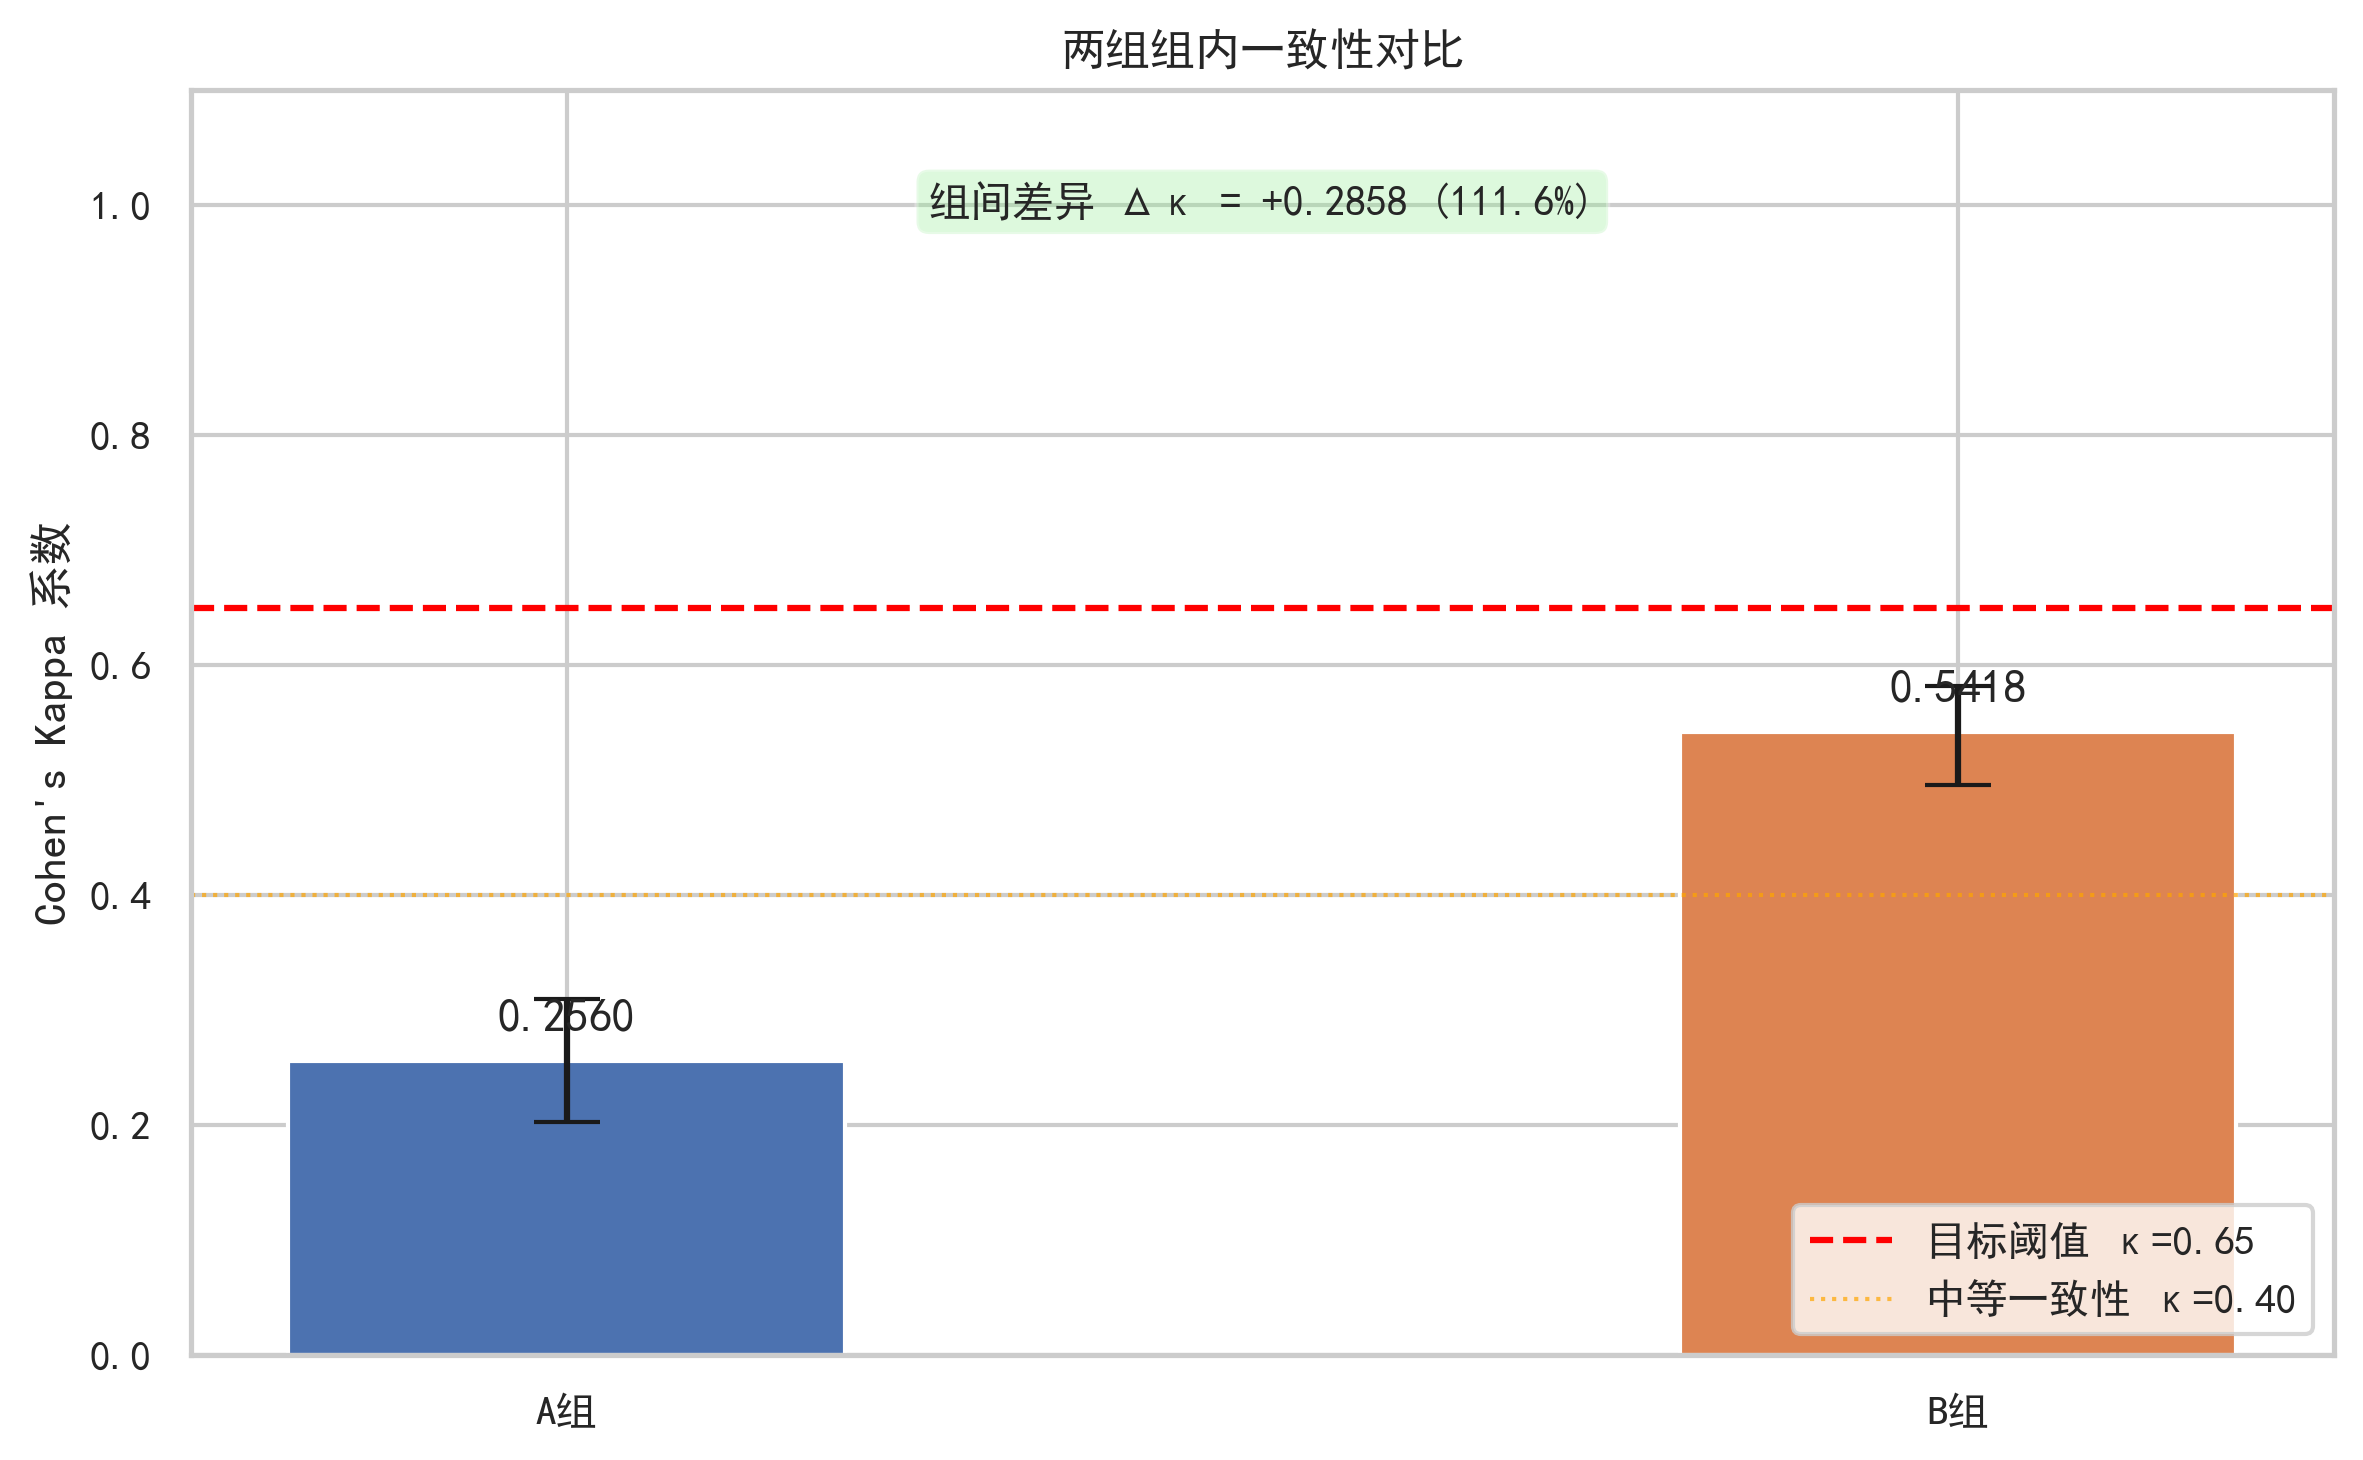 两组组内一致性对比
组间差异 Δκ = +0.2858 (111.6%)
Cohen's Kappa 系数
1.0
0.8
0.6
0.4
0.2
0.0
0.5418
0.2560
目标阈值 κ=0.65
中等一致性 κ=0.40
A组
B组